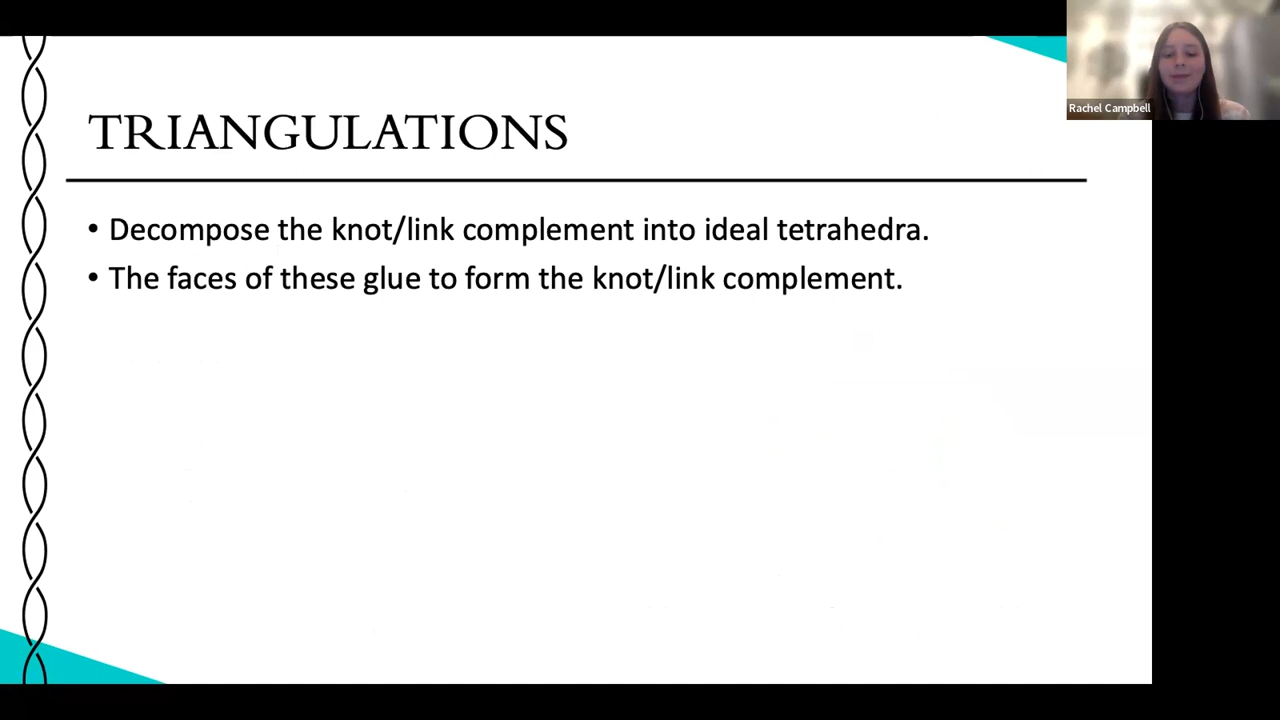 TRIANGULATIONS
• Decompose the knot/link complement into ideal tetrahedra.
• The faces of these glue to form the knot/link complement.
Rachel Campbell